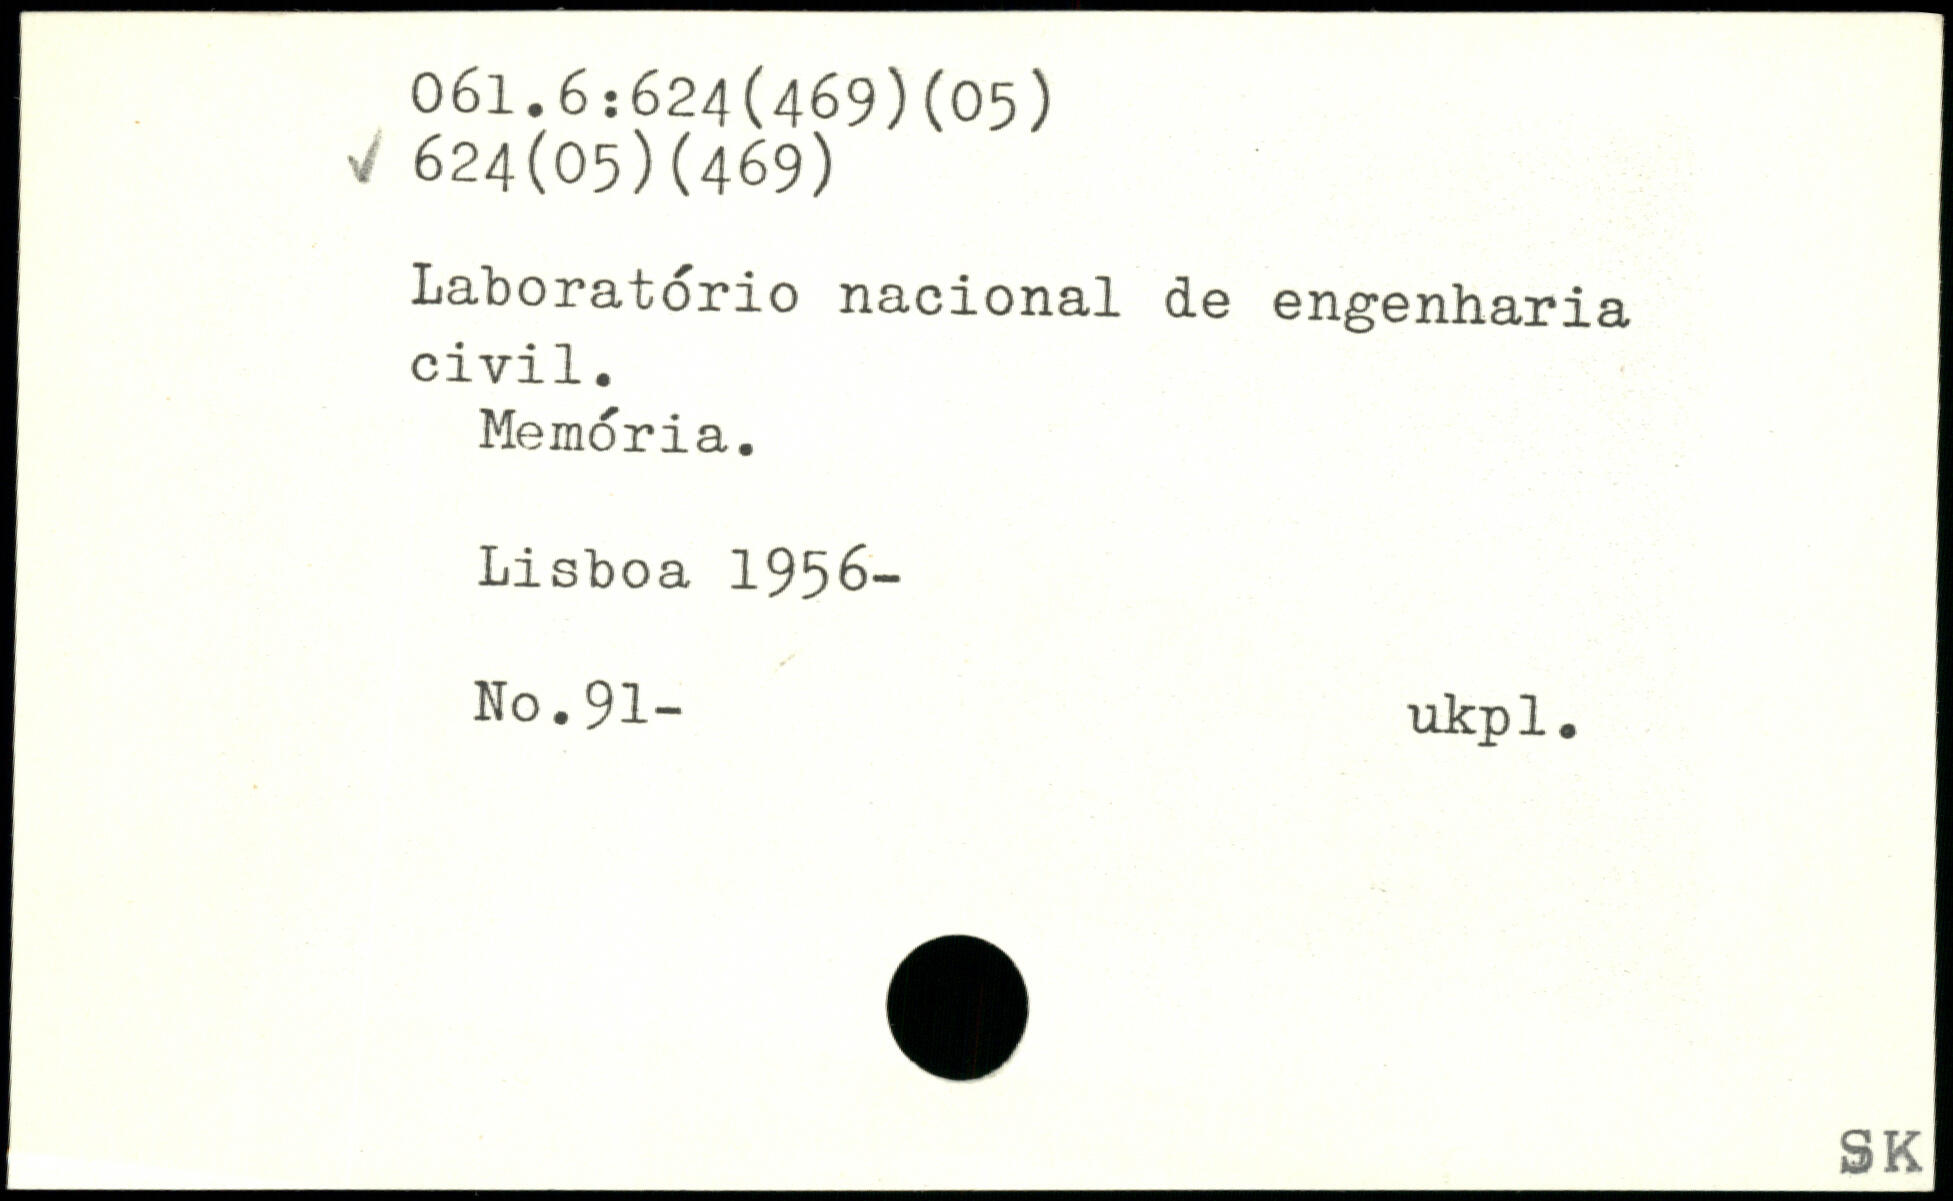 061.6:624(469)(05)
✓ 624(05)(469)
Laboratório nacional de engenharia
civil.
Memória.
Lisboa 1956-
No.91-
ukpl.
SK